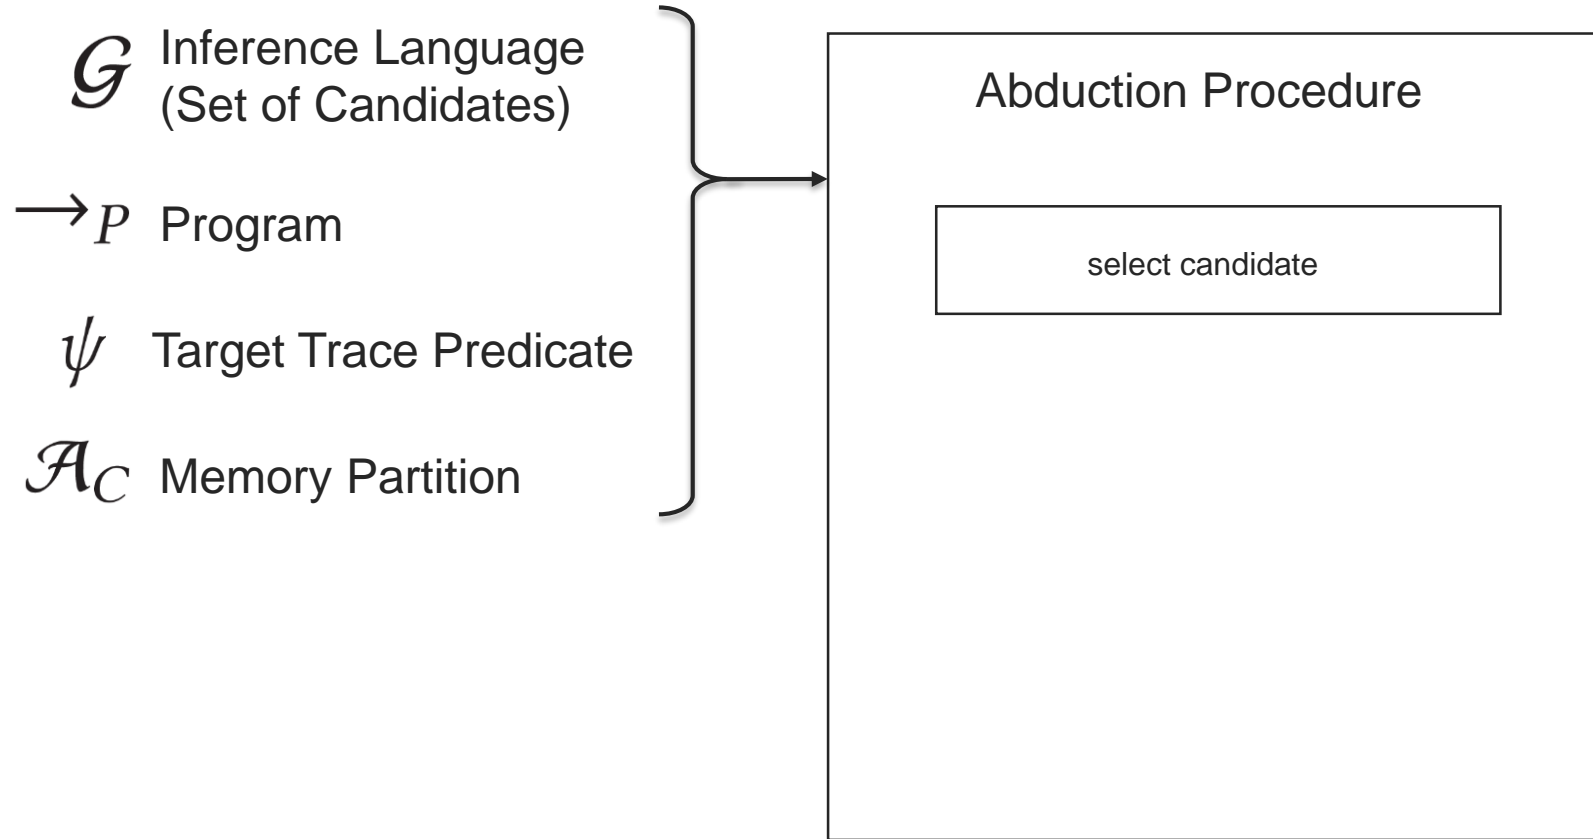 𝒢 Inference Language
(Set of Candidates)
→P Program
ψ Target Trace Predicate
𝒜C Memory Partition
Abduction Procedure
select candidate